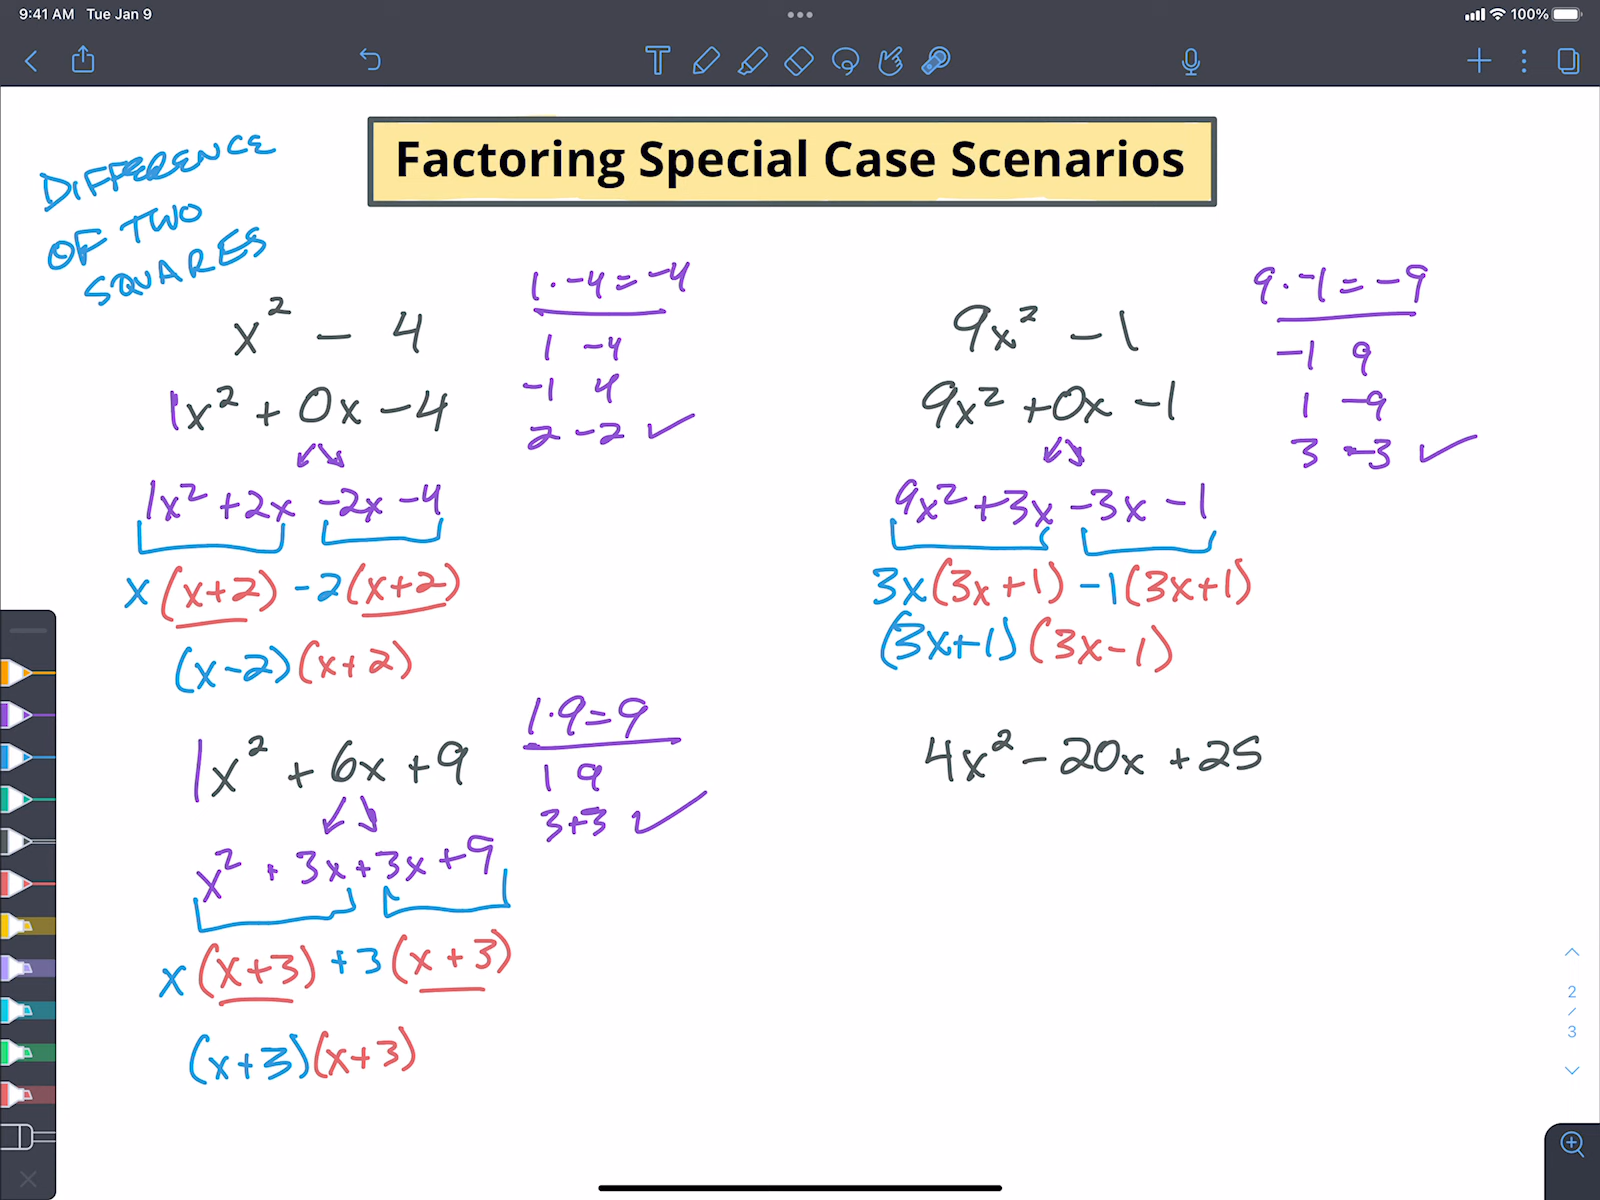 9:41 AM Tue Jan 9
100%
Factoring Special Case Scenarios
DIFFERENCE
OF TWO
SQUARES
x² - 4
1x² + 0x - 4
1x² + 2x - 2x - 4
x(x+2) - 2(x+2)
(x-2)(x+2)
1·-4=-4
1 -4
-1 4
2 -2 ✓
9x² - 1
9x² + 0x - 1
9x² + 3x - 3x - 1
3x(3x+1) - 1(3x+1)
(3x+1)(3x-1)
9·-1=-9
-1 9
1 -9
3 -3 ✓
1x² + 6x + 9
x² + 3x + 3x + 9
x(x+3) + 3(x+3)
(x+3)(x+3)
1·9=9
1 9
3+3 ✓
4x² - 20x + 25
2
/
3